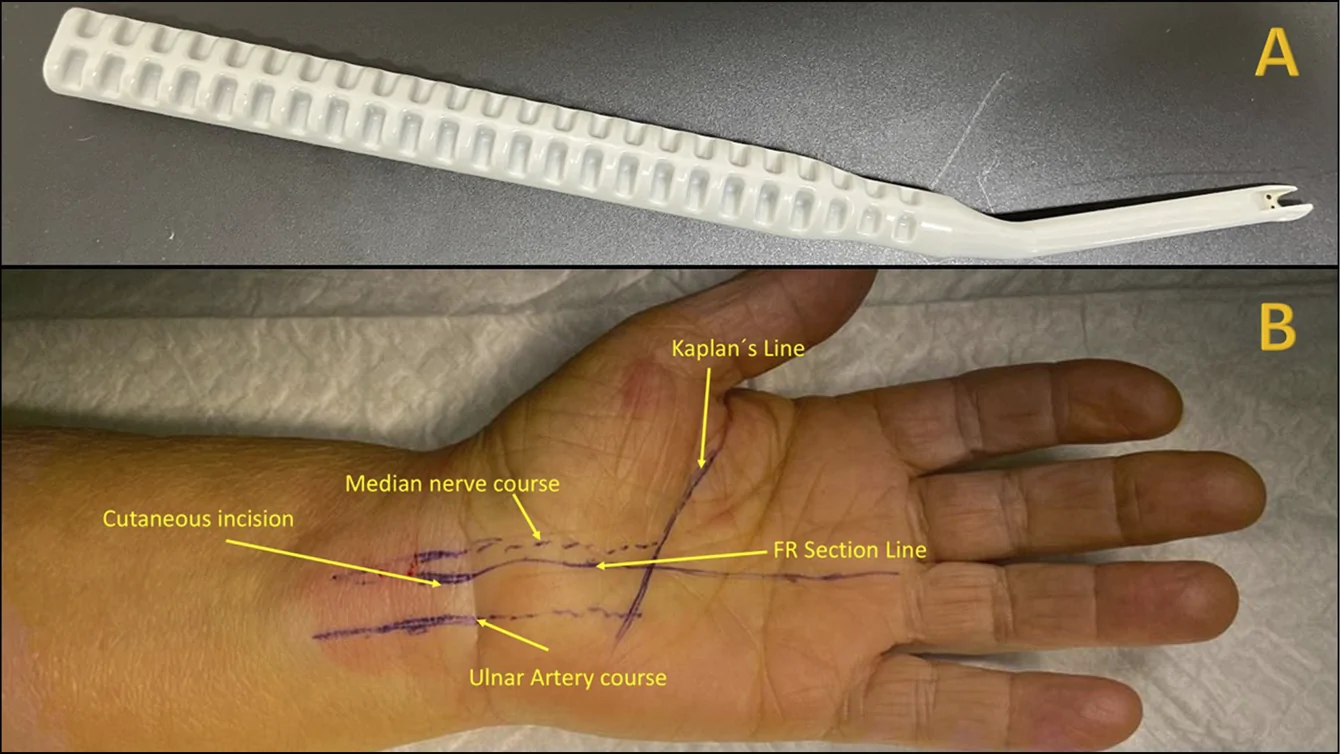 A
B
Kaplan´s Line
Median nerve course
Cutaneous incision
FR Section Line
Ulnar Artery course